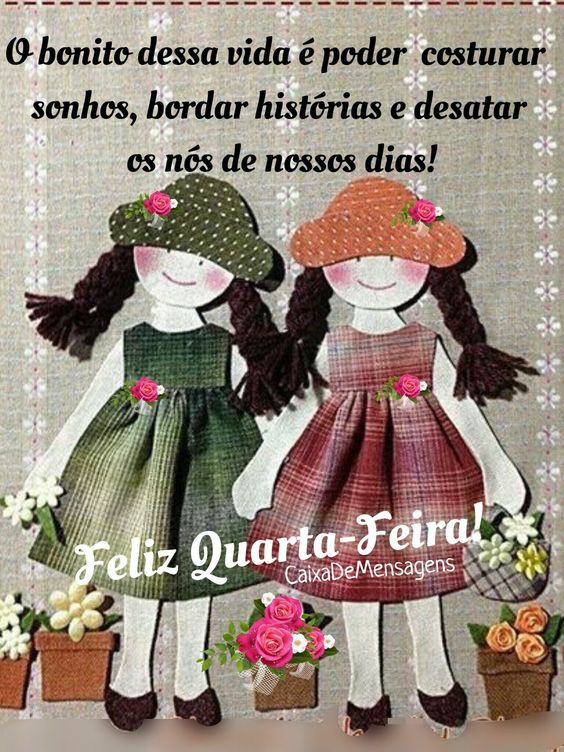 O bonito dessa vida é poder costurar
sonhos, bordar histórias e desatar
os nós de nossos dias!
Feliz Quarta-Feira!
CaixaDeMensagens